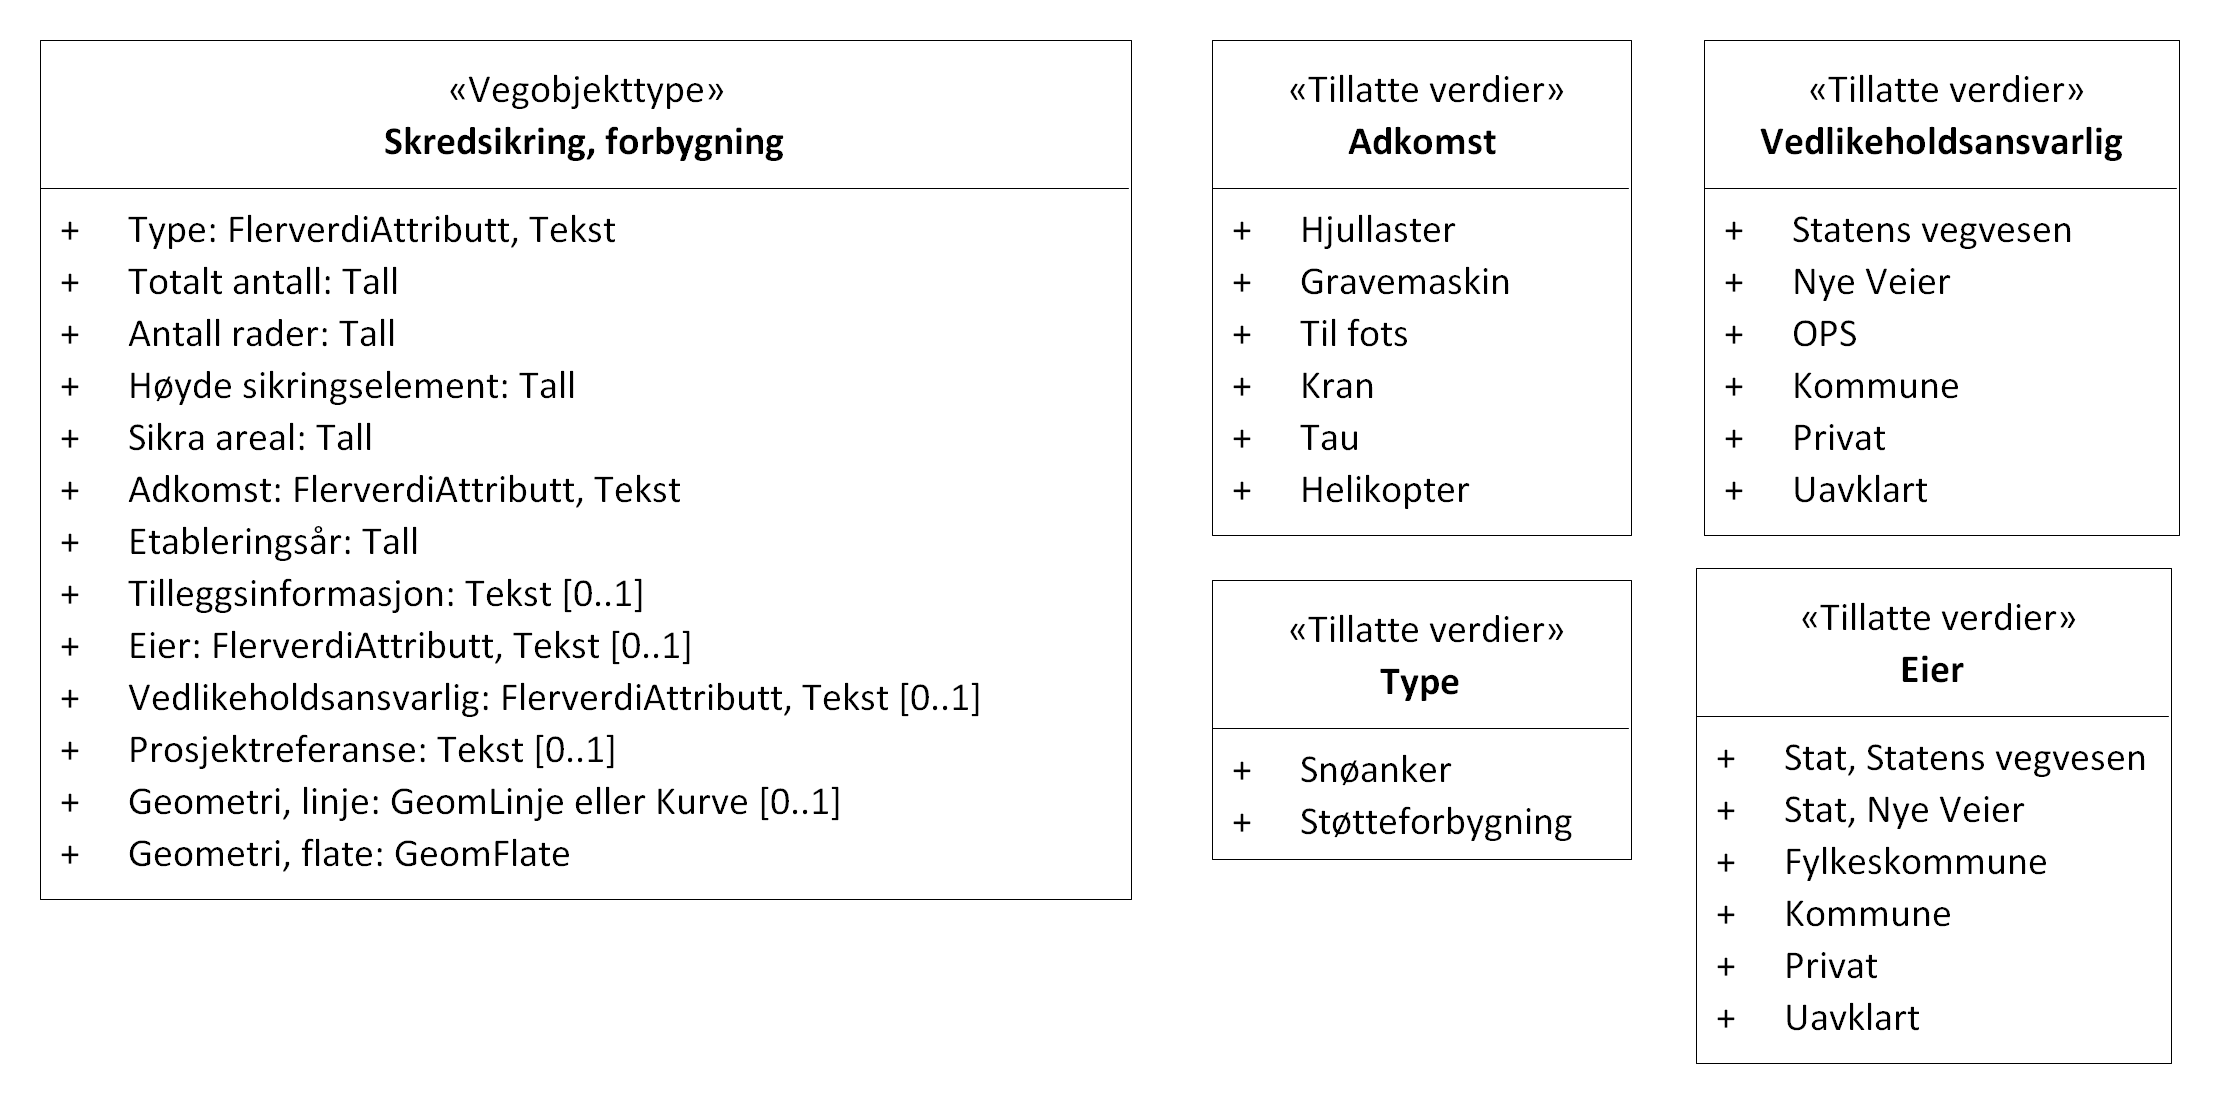 «Vegobjekttype»
Skredsikring, forbygning
+ Type: FlerverdiAttributt, Tekst
+ Totalt antall: Tall
+ Antall rader: Tall
+ Høyde sikringselement: Tall
+ Sikra areal: Tall
+ Adkomst: FlerverdiAttributt, Tekst
+ Etableringsår: Tall
+ Tilleggsinformasjon: Tekst [0..1]
+ Eier: FlerverdiAttributt, Tekst [0..1]
+ Vedlikeholdsansvarlig: FlerverdiAttributt, Tekst [0..1]
+ Prosjektreferanse: Tekst [0..1]
+ Geometri, linje: GeomLinje eller Kurve [0..1]
+ Geometri, flate: GeomFlate
«Tillatte verdier»
Adkomst
+ Hjullaster
+ Gravemaskin
+ Til fots
+ Kran
+ Tau
+ Helikopter
«Tillatte verdier»
Type
+ Snøanker
+ Støtteforbygning
«Tillatte verdier»
Vedlikeholdsansvarlig
+ Statens vegvesen
+ Nye Veier
+ OPS
+ Kommune
+ Privat
+ Uavklart
«Tillatte verdier»
Eier
+ Stat, Statens vegvesen
+ Stat, Nye Veier
+ Fylkeskommune
+ Kommune
+ Privat
+ Uavklart